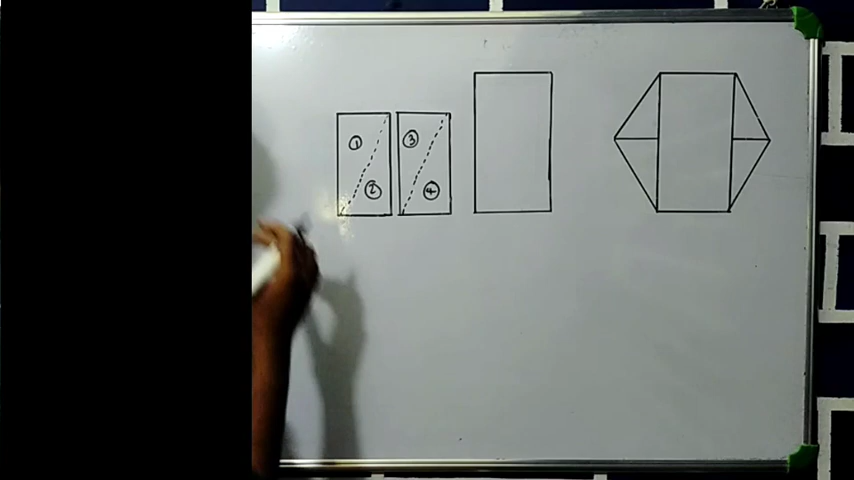 ① ③
② ④